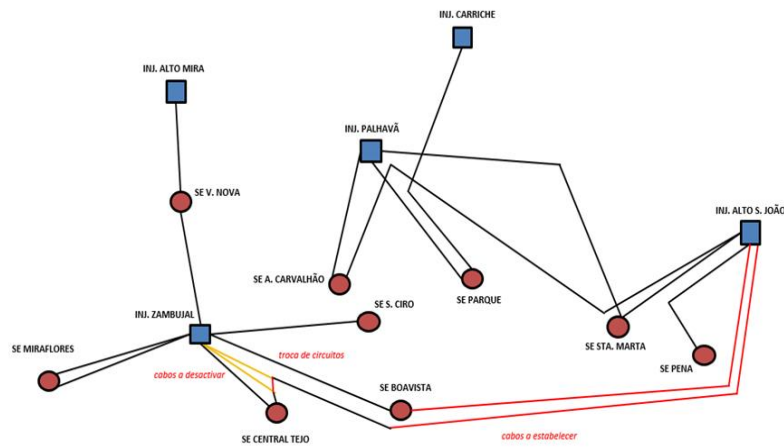 INJ. CARRICHE
INJ. ALTO MIRA
INJ. PALHAVÃ
SE V. NOVA
INJ. ALTO S. JOÃO
SE A. CARVALHÃO
SE PARQUE
SE S. CIRO
INJ. ZAMBUJAL
SE STA. MARTA
SE MIRAFLORES
troca de circuitos
SE PENA
cabos a desactivar
SE BOAVISTA
SE CENTRAL TEJO
cabos a estabelecer